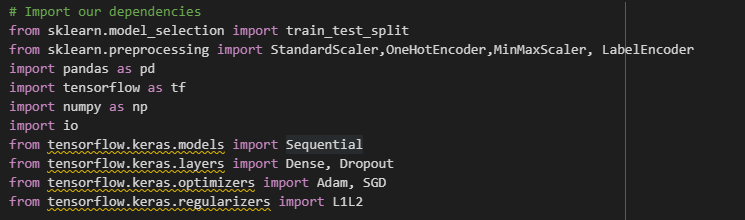 # Import our dependencies
from sklearn.model_selection import train_test_split
from sklearn.preprocessing import StandardScaler,OneHotEncoder,MinMaxScaler, LabelEncoder
import pandas as pd
import tensorflow as tf
import numpy as np
import io
from tensorflow.keras.models import Sequential
from tensorflow.keras.layers import Dense, Dropout
from tensorflow.keras.optimizers import Adam, SGD
from tensorflow.keras.regularizers import L1L2